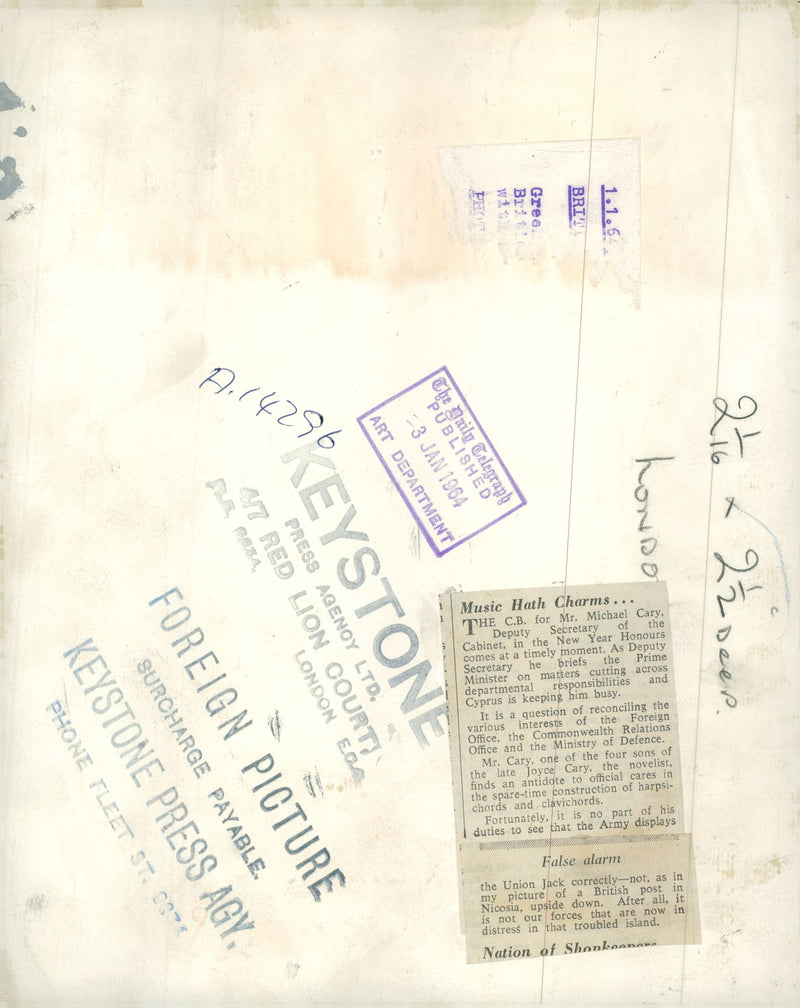 1.1.64
BRIT
Gree
Briti
with
PHOT
A.14296
The Daily Telegraph
PUBLISHED
-3 JAN 1964
ART DEPARTMENT
2 1/16 x 2 1/2 Deep.
LONDO
KEYSTONE
PRESS AGENCY LTD.
4/7 RED LION COURT,
LONDON E.C.4
FOREIGN PICTURE
SURCHARGE PAYABLE.
KEYSTONE PRESS AGY.
PHONE FLEET ST.
Music Hath Charms . . .
THE C.B. for Mr. Michael Cary,
Deputy Secretary of the
Cabinet, in the New Year Honours
comes at a timely moment. As Deputy
Secretary he briefs the Prime
Minister on matters cutting across
departmental responsibilities and
Cyprus is keeping him busy.
It is a question of reconciling the
various interests of the Foreign
Office, the Commonwealth Relations
Office and the Ministry of Defence.
Mr. Cary, one of the four sons of
the late Joyce Cary, the novelist,
finds an antidote to official cares in
the spare-time construction of harpsi-
chords and clavichords.
Fortunately, it is no part of his
duties to see that the Army displays
False alarm
the Union Jack correctly—not, as in
my picture of a British post in
Nicosia, upside down. After all, it
is not our forces that are now in
distress in that troubled island.
Nation of Shopkeepers